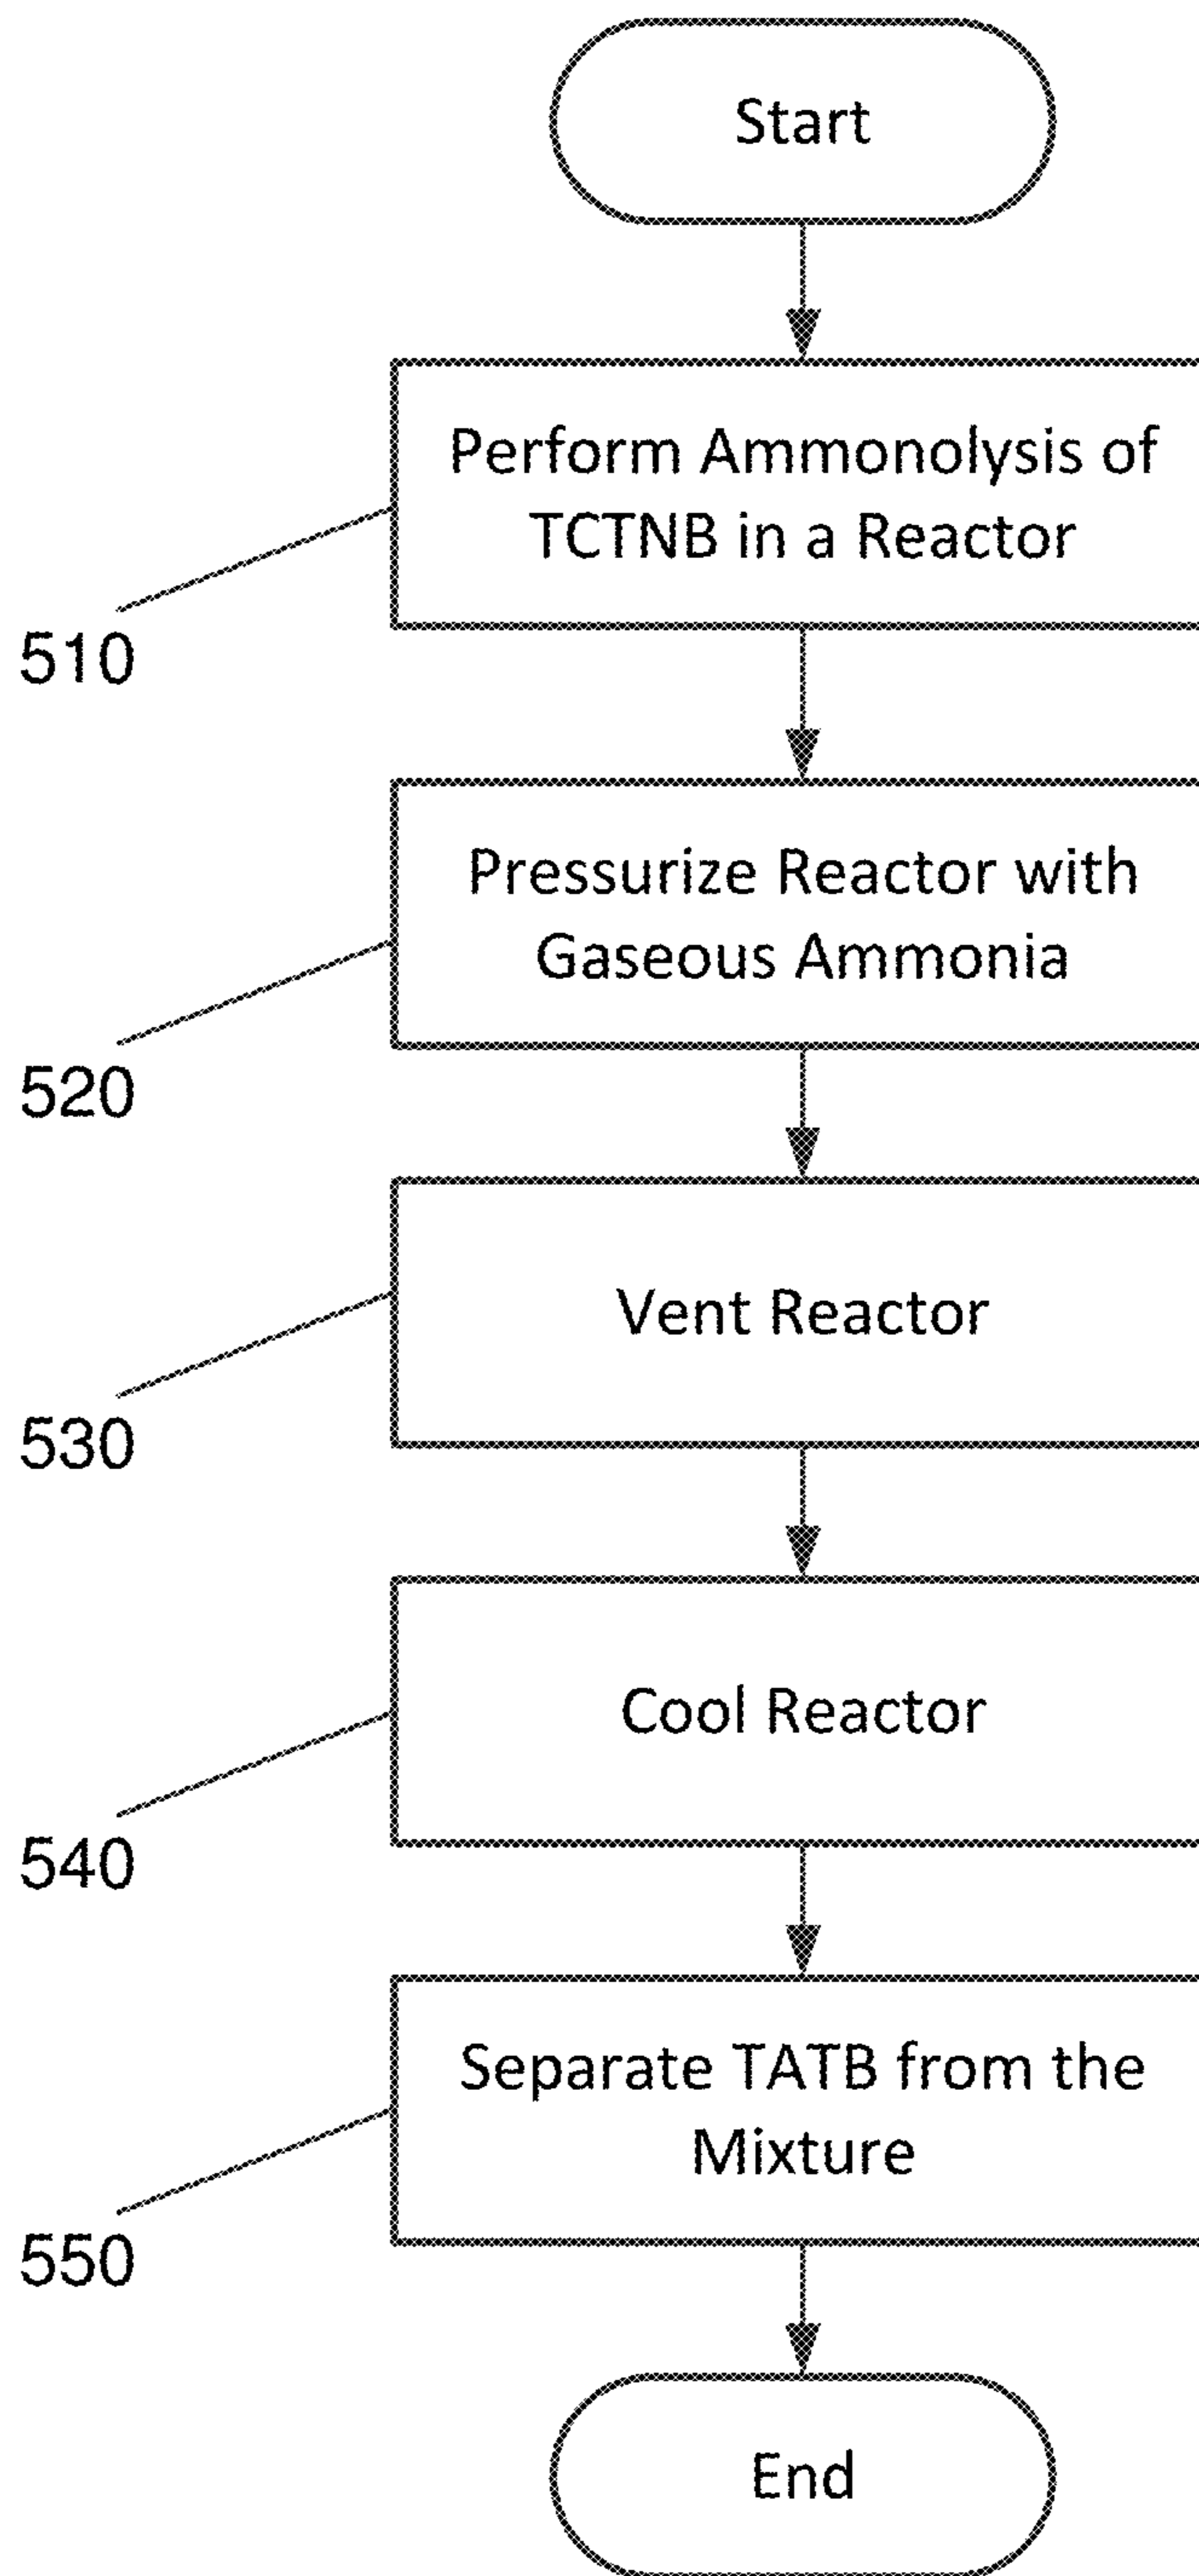 Start
Perform Ammonolysis of
TCTNB in a Reactor
510
Pressurize Reactor with
Gaseous Ammonia
520
Vent Reactor
530
Cool Reactor
540
Separate TATB from the
Mixture
550
End